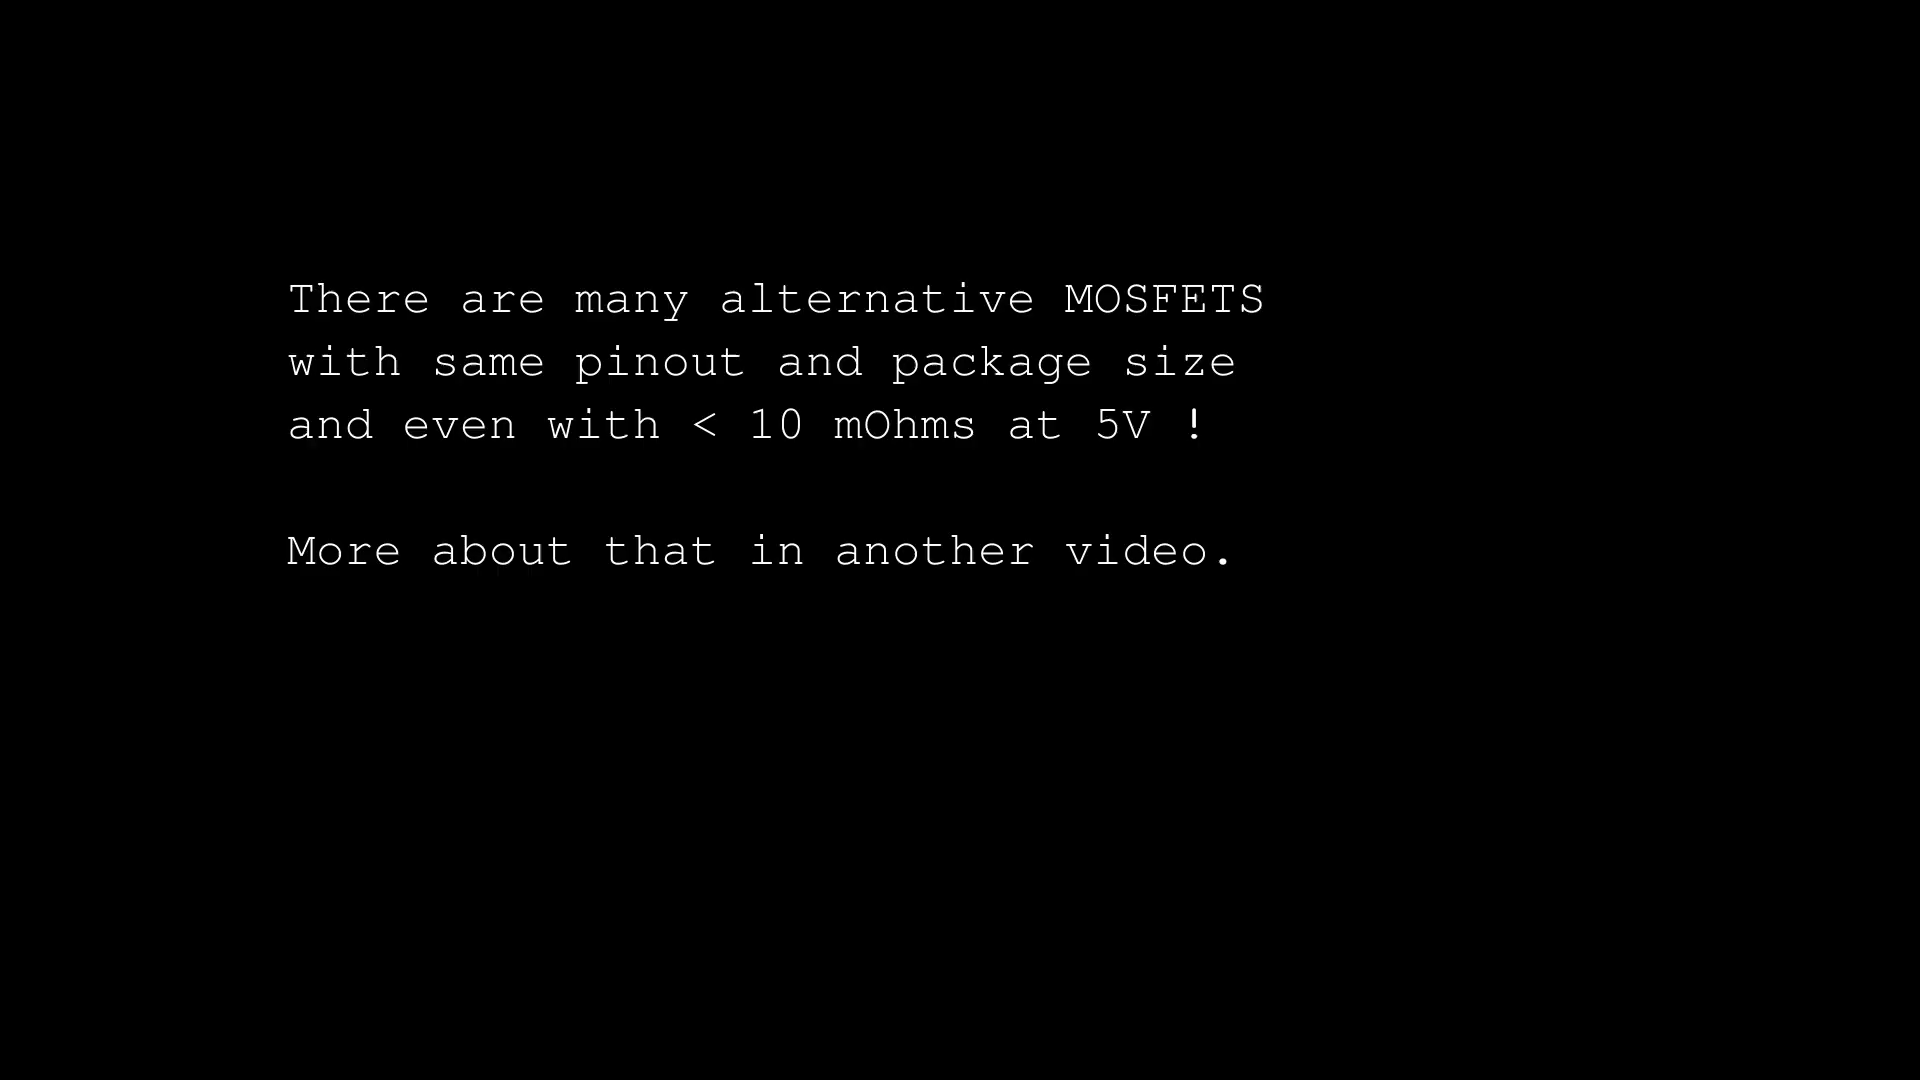 There are many alternative MOSFETS
with same pinout and package size
and even with < 10 mOhms at 5V !
More about that in another video.